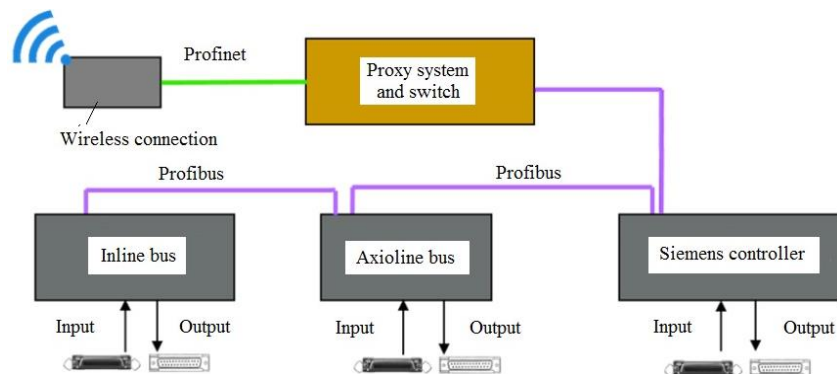 Profinet
Proxy system
and switch
Wireless connection
Profibus
Profibus
Inline bus
Axioline bus
Siemens controller
Input
Output
Input
Output
Input
Output